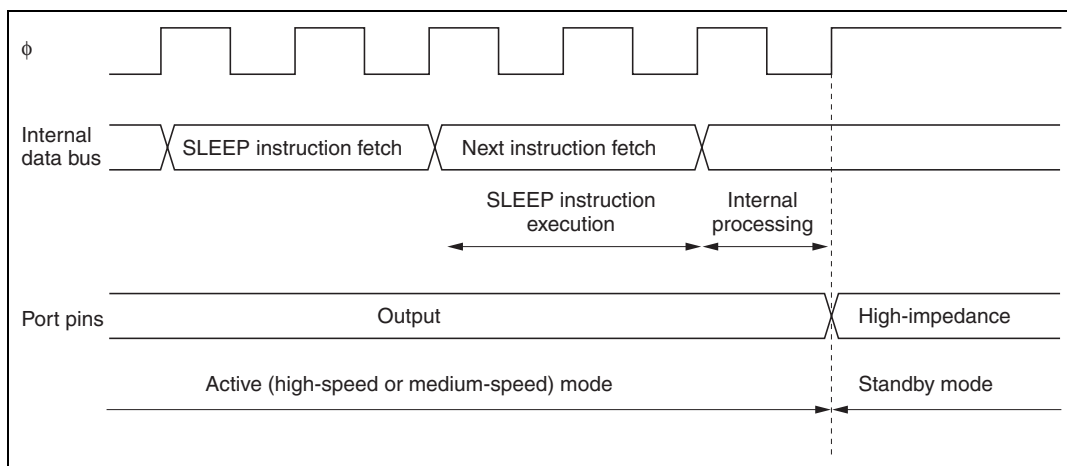 φ
Internal
data bus
SLEEP instruction fetch
Next instruction fetch
SLEEP instruction
execution
Internal
processing
Port pins
Output
High-impedance
Active (high-speed or medium-speed) mode
Standby mode